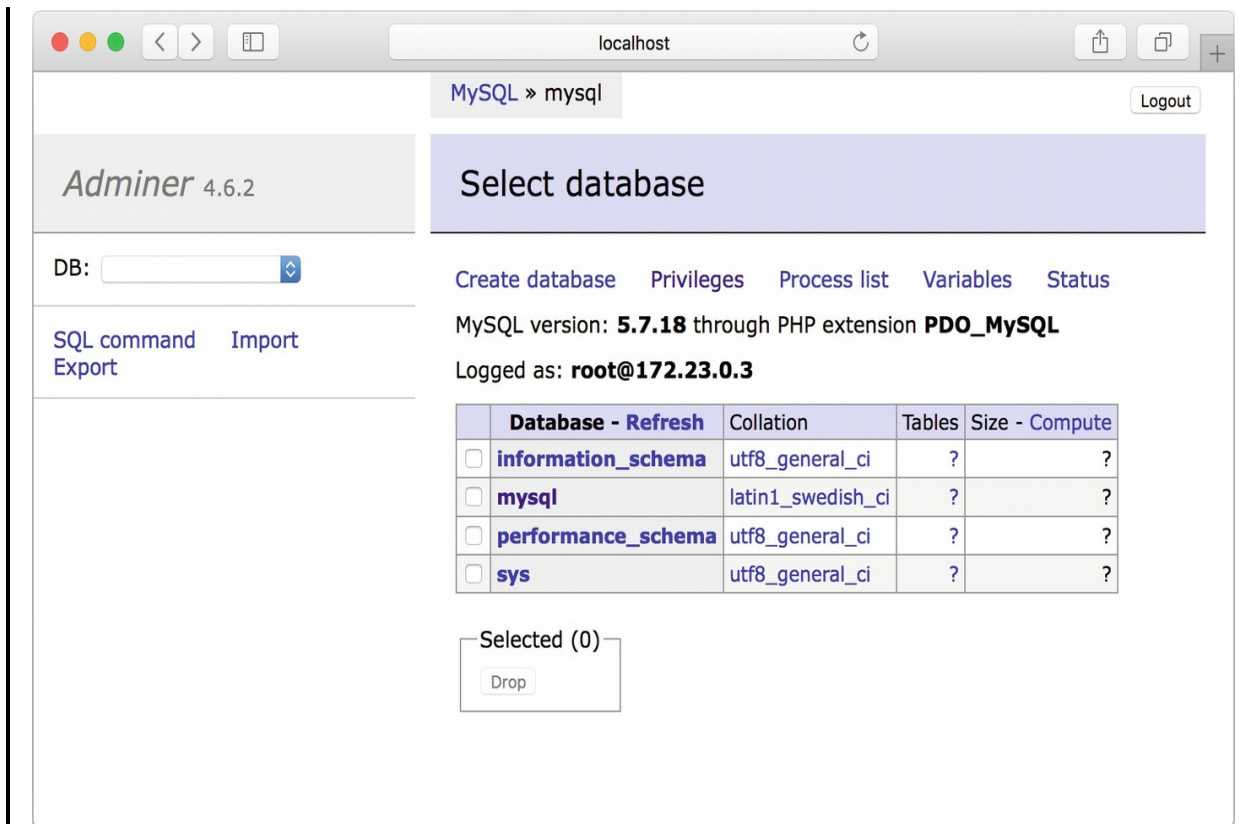 localhost
MySQL » mysql
Logout
Adminer 4.6.2
Select database
DB:
SQL command Import
Export
Create database Privileges Process list Variables Status
MySQL version: 5.7.18 through PHP extension PDO_MySQL
Logged as: root@172.23.0.3
Database - Refresh Collation Tables Size - Compute
information_schema utf8_general_ci ? ?
mysql latin1_swedish_ci ? ?
performance_schema utf8_general_ci ? ?
sys utf8_general_ci ? ?
Selected (0)
Drop